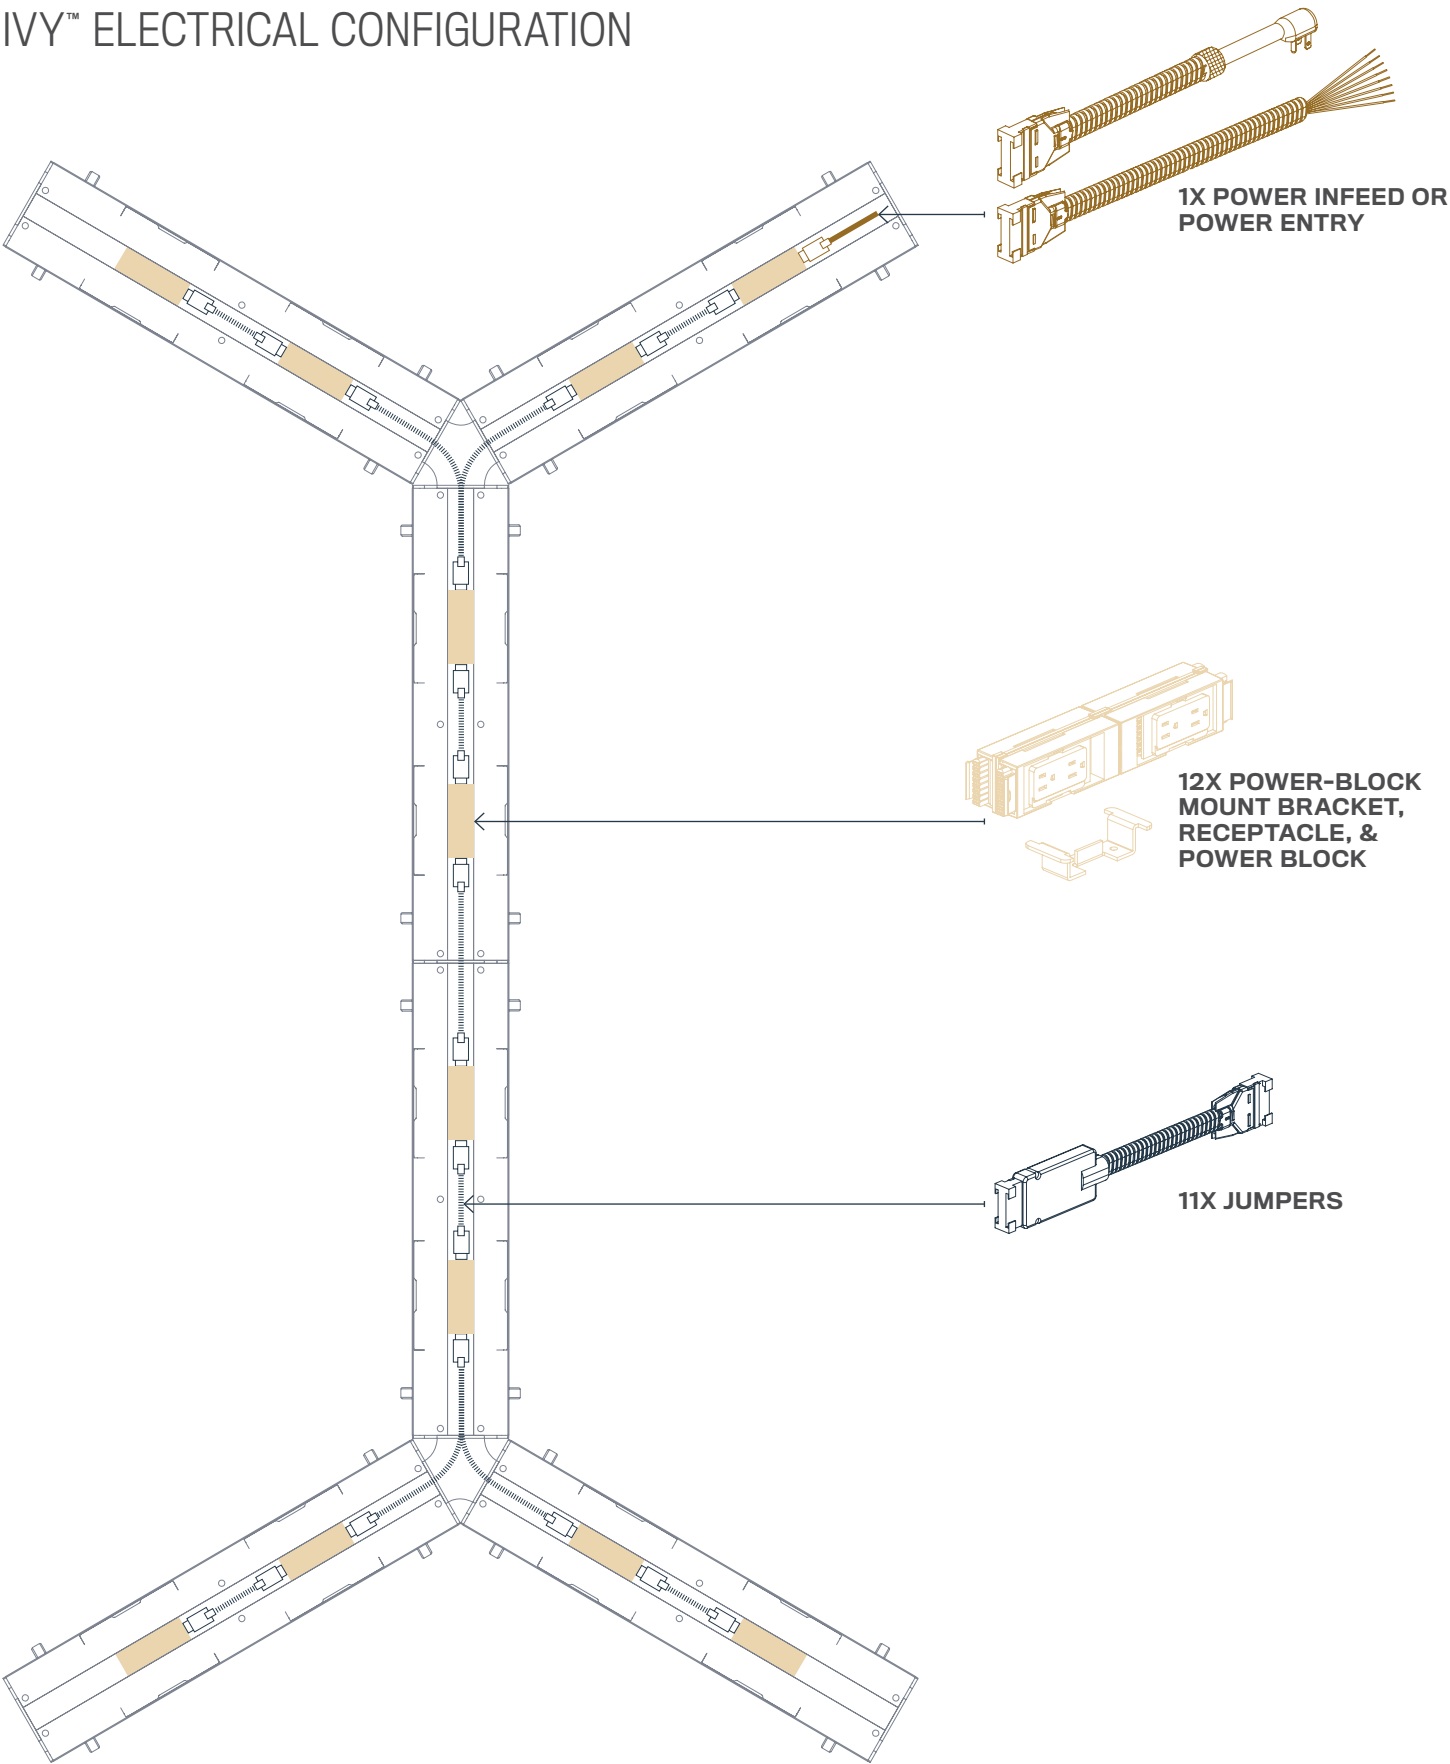 IVY™ ELECTRICAL CONFIGURATION
1X POWER INFEED OR
POWER ENTRY
12X POWER-BLOCK
MOUNT BRACKET,
RECEPTACLE, &
POWER BLOCK
11X JUMPERS